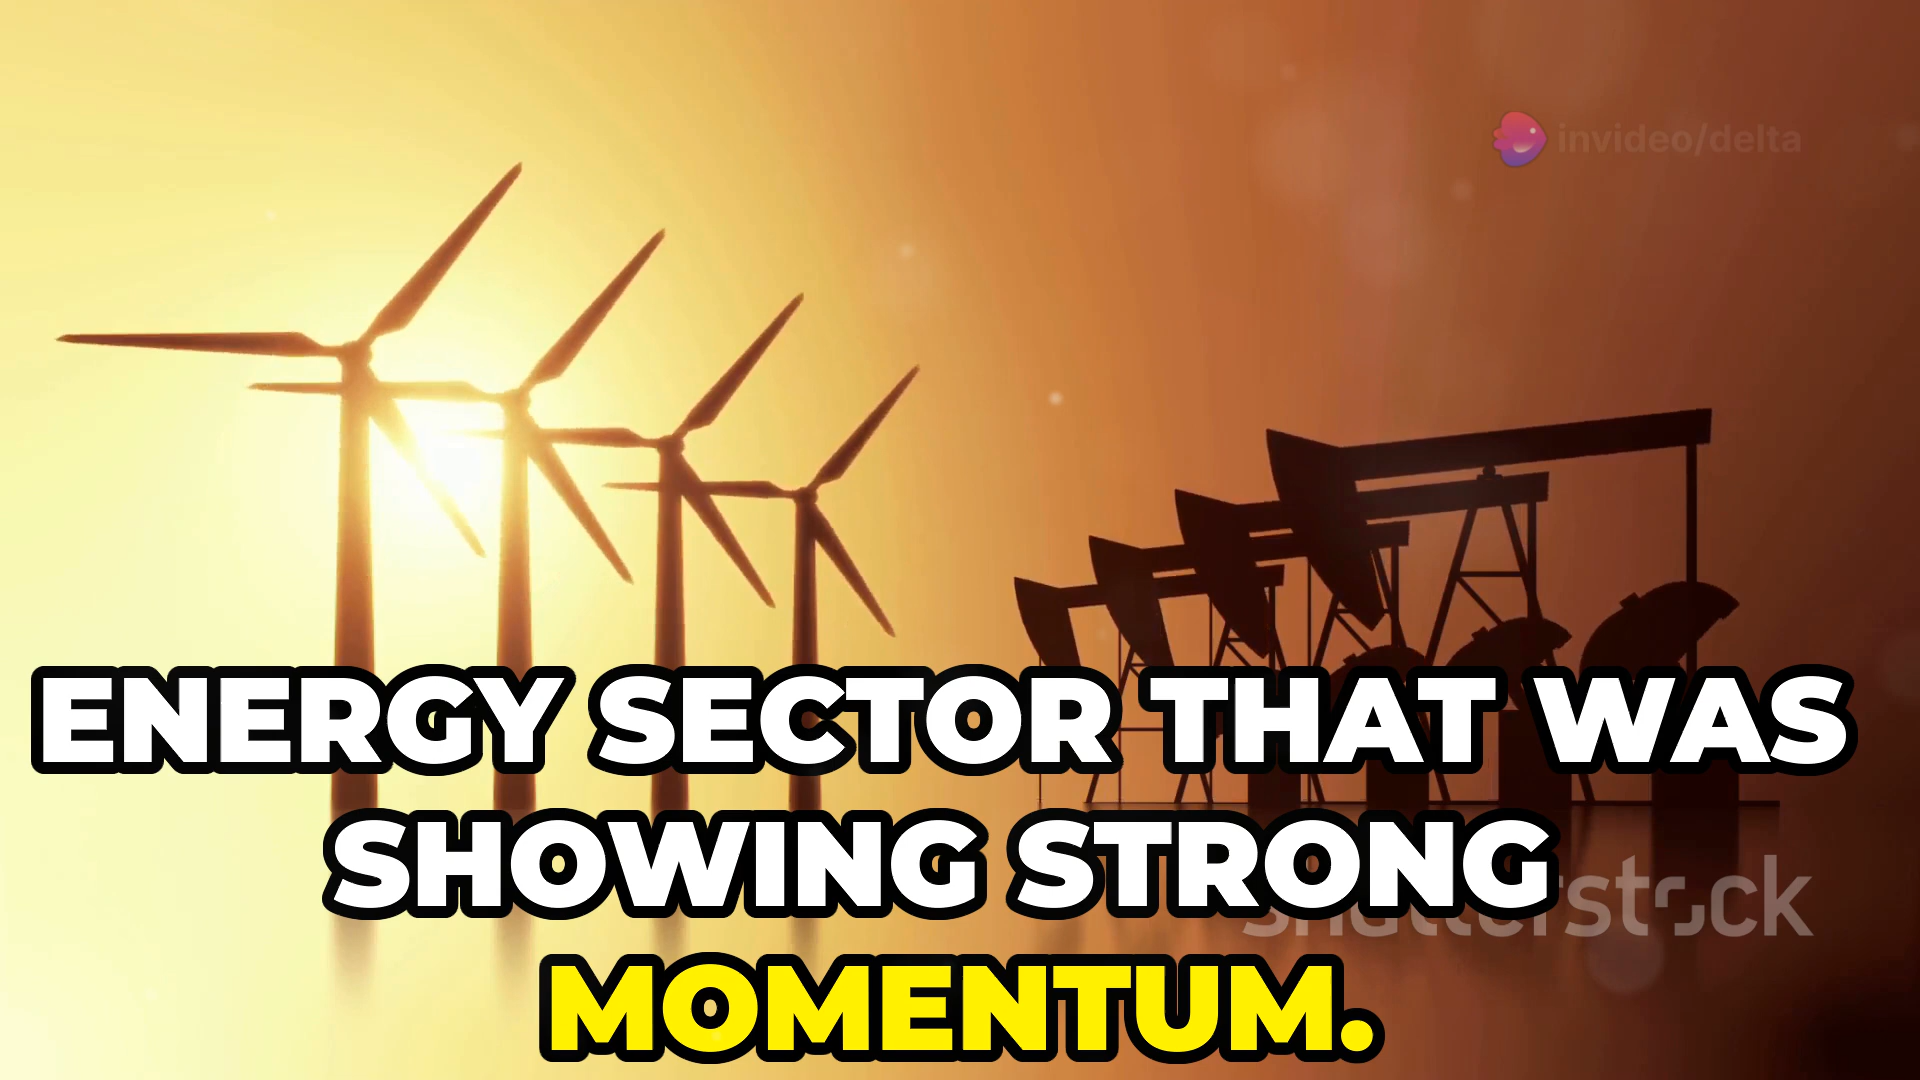 invideo/delta
ENERGY SECTOR THAT WAS
SHOWING STRONG
shutterstock
MOMENTUM.